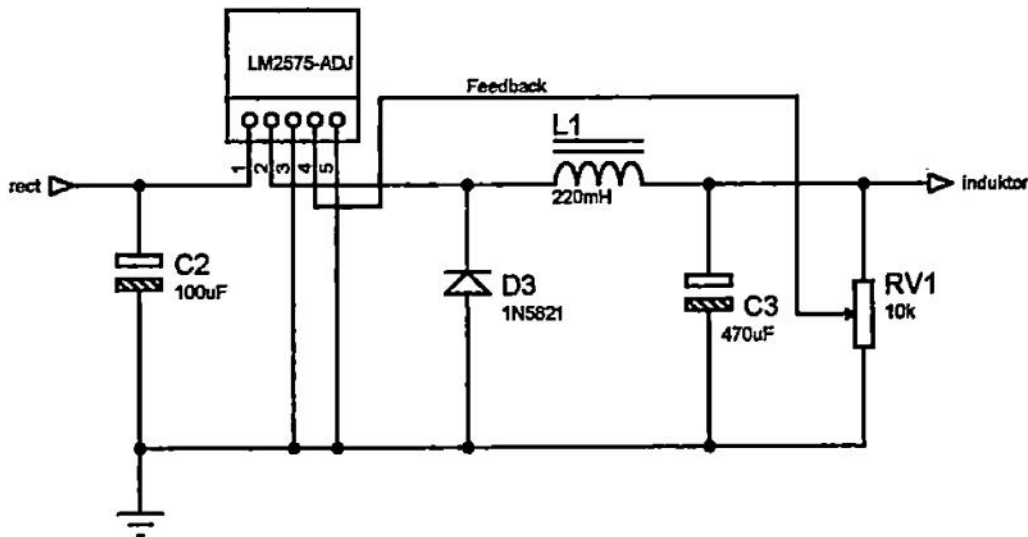 LM2575-ADJ
Feedback
1 2 3 4 5
L1
220mH
rect
induktor
C2
100uF
D3
1N5821
C3
470uF
RV1
10k